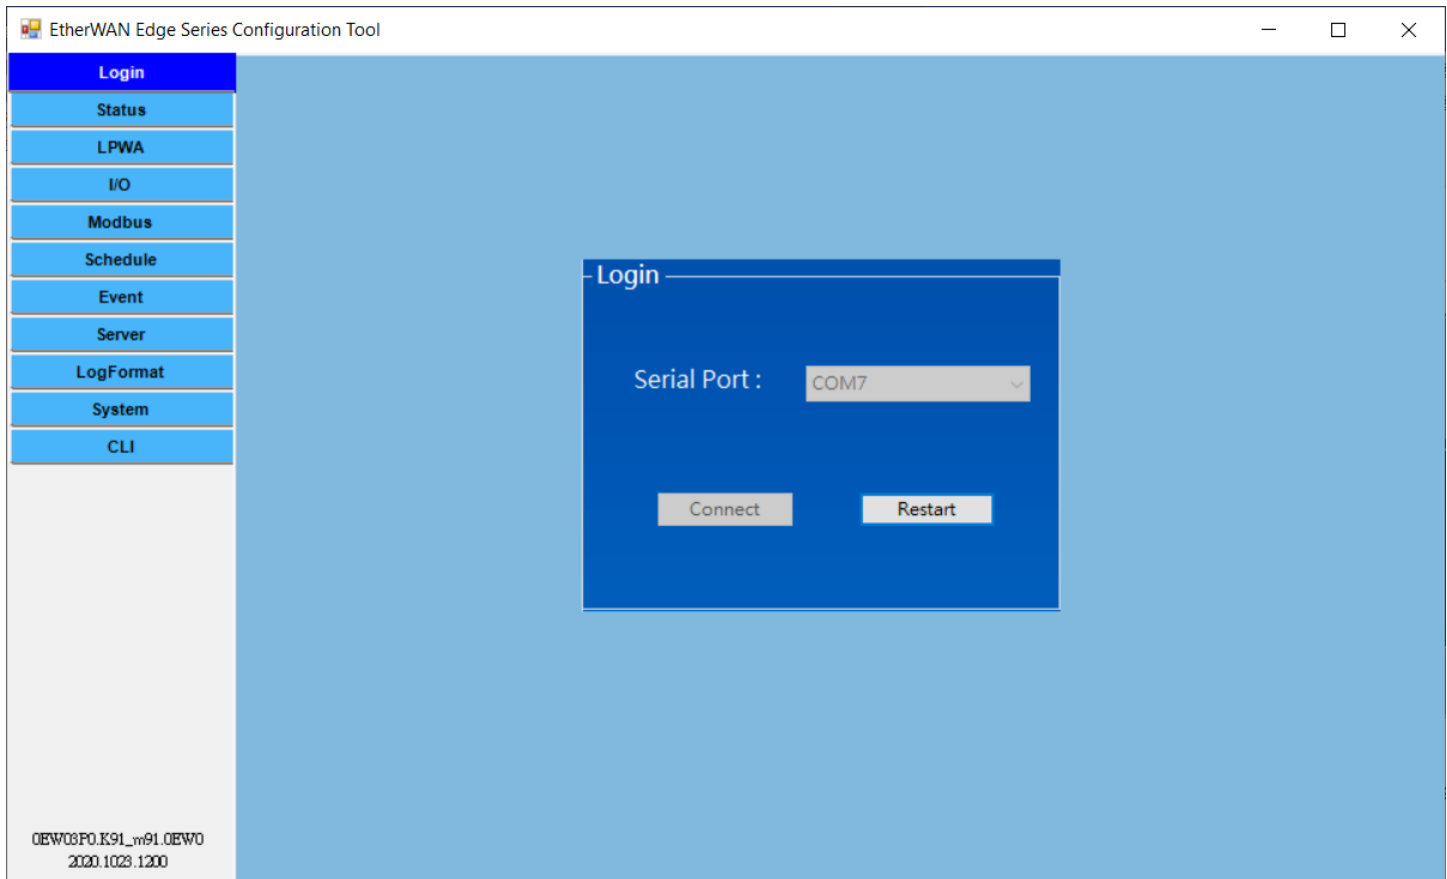 EtherWAN Edge Series Configuration Tool
Login
Status
LPWA
I/O
Modbus
Schedule
Event
Server
LogFormat
System
CLI
Login
Serial Port :
COM7
Connect
Restart
0EW03P0.K91_m91.0EW0
2020.1023.1200